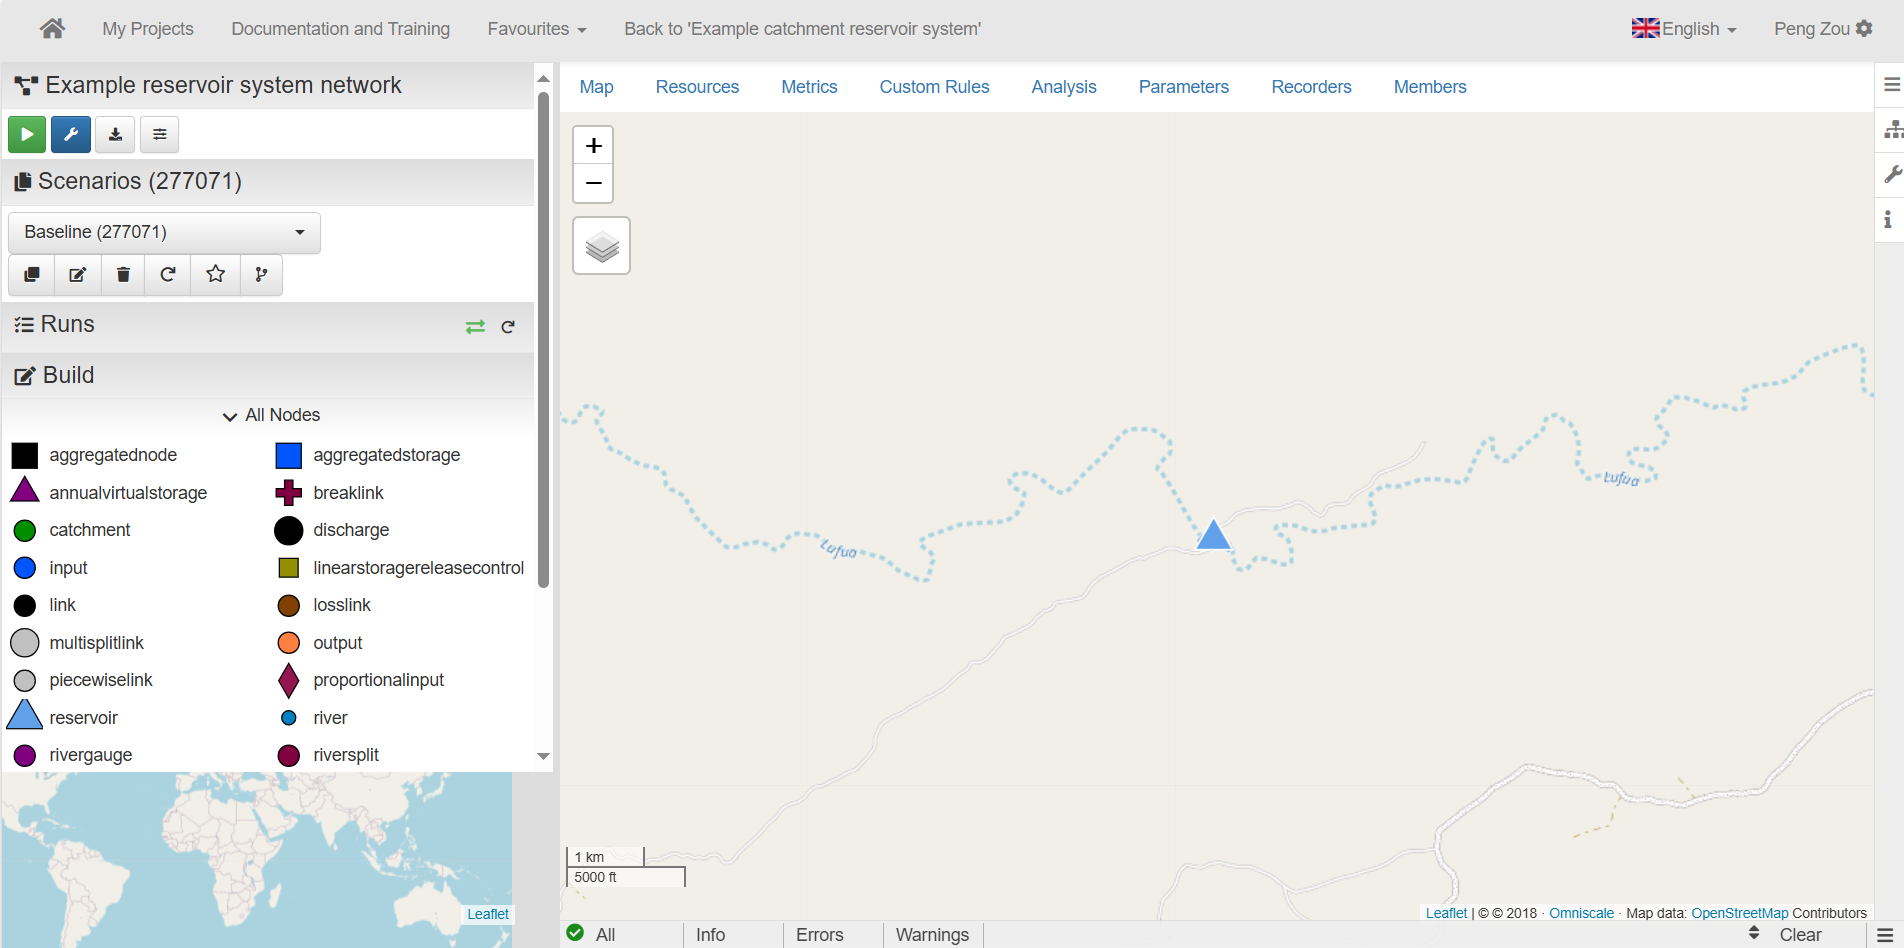 My Projects
Documentation and Training
Favourites
Back to 'Example catchment reservoir system'
English
Peng Zou
Example reservoir system network
Scenarios (277071)
Baseline (277071)
Runs
Build
All Nodes
aggregatednode
aggregatedstorage
annualvirtualstorage
breaklink
catchment
discharge
input
linearstoragereleasecontrol
link
losslink
multisplitlink
output
piecewiselink
proportionalinput
reservoir
river
rivergauge
riversplit
Leaflet
Map
Resources
Metrics
Custom Rules
Analysis
Parameters
Recorders
Members
+
−
Lufua
Lufua
1 km
5000 ft
Leaflet | © © 2018 · Omniscale · Map data: OpenStreetMap Contributors
All
Info
Errors
Warnings
Clear